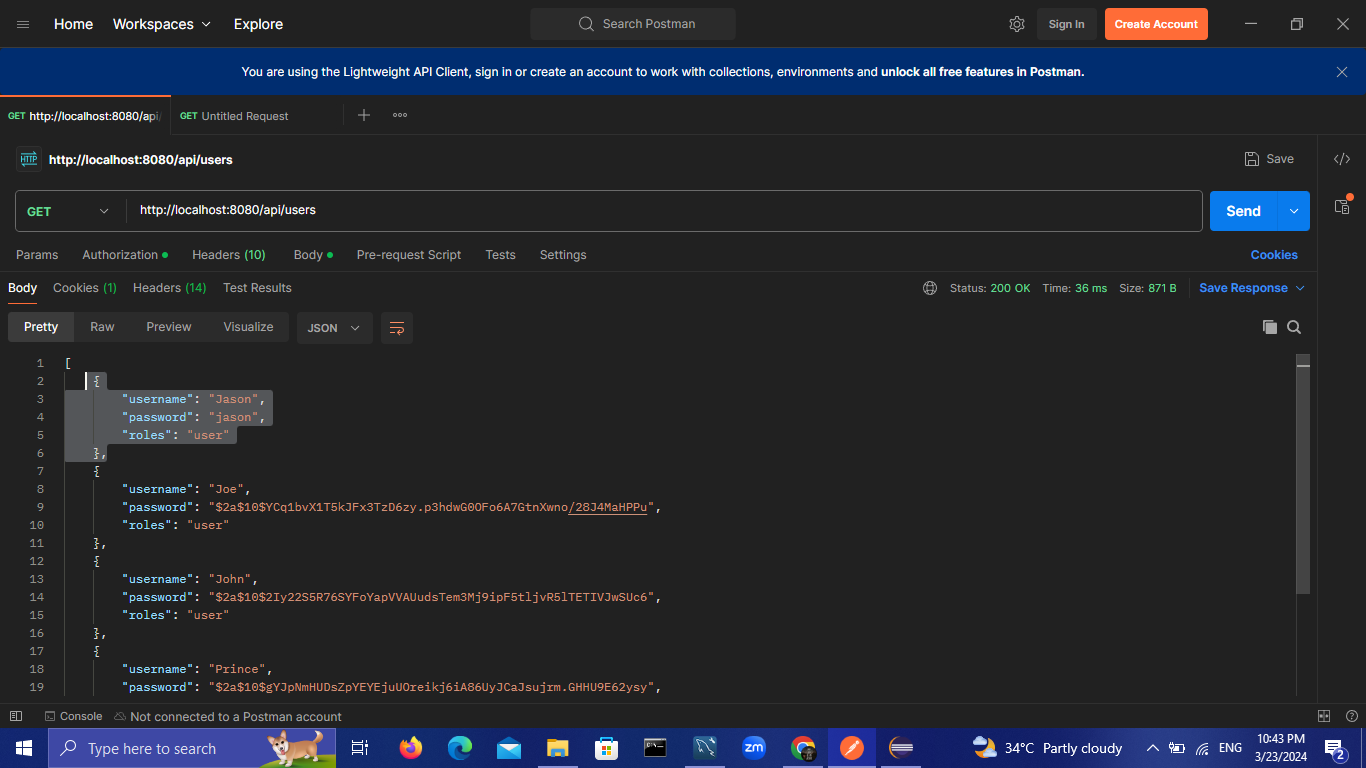 Home Workspaces Explore Search Postman Sign In Create Account
You are using the Lightweight API Client, sign in or create an account to work with collections, environments and unlock all free features in Postman.
GET http://localhost:8080/api/ GET Untitled Request
HTTP http://localhost:8080/api/users Save </>
GET http://localhost:8080/api/users Send
Params Authorization Headers (10) Body Pre-request Script Tests Settings Cookies
Body Cookies (1) Headers (14) Test Results Status: 200 OK Time: 36 ms Size: 871 B Save Response
Pretty Raw Preview Visualize JSON
1 [
2 {
3 "username": "Jason",
4 "password": "jason",
5 "roles": "user"
6 },
7 {
8 "username": "Joe",
9 "password": "$2a$10$YCq1bvX1T5kJFx3TzD6zy.p3hdwG0OFo6A7GtnXwno/28J4MaHPPu",
10 "roles": "user"
11 },
12 {
13 "username": "John",
14 "password": "$2a$10$2Iy22S5R76SYFoYapVVAUudsTem3Mj9ipF5tljvR5lTETIVJwSUc6",
15 "roles": "user"
16 },
17 {
18 "username": "Prince",
19 "password": "$2a$10$gYJpNmHUDsZpYEYEjuUOreikj6iA86UyJCaJsujrm.GHHU9E62ysy",
Console Not connected to a Postman account
Type here to search zm 34°C Partly cloudy ENG 10:43 PM 2
3/23/2024